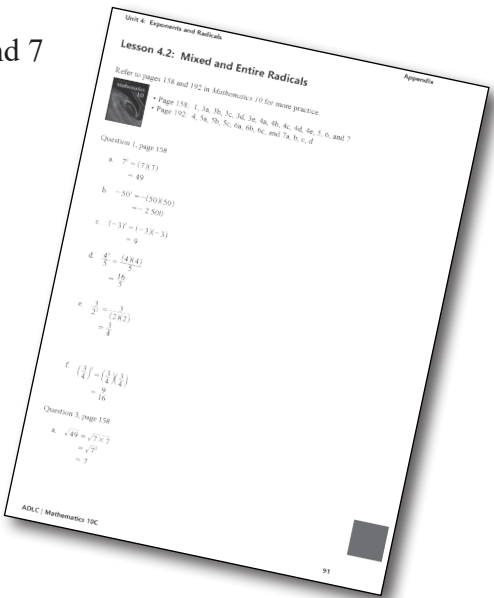 nd 7
Unit 4: Exponents and Radicals
Appendix
Lesson 4.2: Mixed and Entire Radicals
Refer to pages 158 and 192 in Mathematics 10 for more practice.
Mathematics
10
• Page 158: 1, 3a, 3b, 3c, 3d, 3e, 4a, 4b, 4c, 4d, 4e, 5, 6, and 7
• Page 192: 4, 5a, 5b, 5c, 6a, 6b, 6c, and 7a, b, c, d
Question 1, page 158
a. 7² = (7)(7)
= 49
b. −50² = −(50)(50)
= − 2 500
c. (−3)² = (−3)(−3)
= 9
d. 4²/5 = (4)(4)/5
= 16/5
e. 3/2² = 3/(2)(2)
= 3/4
f. (3/4)² = (3/4)(3/4)
= 9/16
Question 3, page 158
a. √49 = √7 × 7
= √7²
= 7
AOLC | Mathematics 10C
91